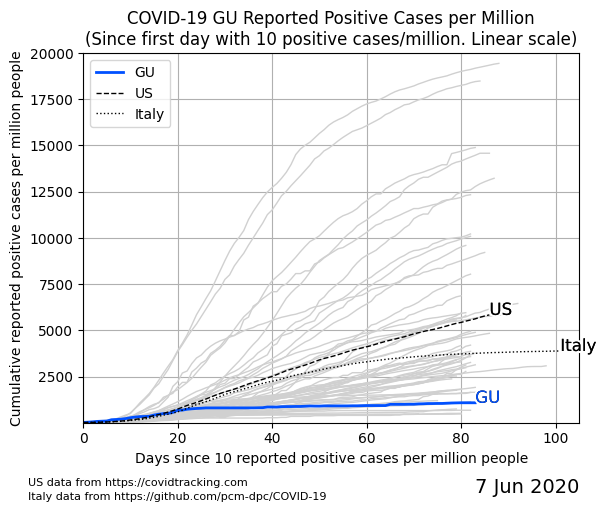 COVID-19 GU Reported Positive Cases per Million
(Since first day with 10 positive cases/million. Linear scale)
Cumulative reported positive cases per million people
20000
17500
15000
12500
10000
7500
5000
2500
GU
US
Italy
US
Italy
GU
0
20
40
60
80
100
Days since 10 reported positive cases per million people
US data from https://covidtracking.com
Italy data from https://github.com/pcm-dpc/COVID-19
7 Jun 2020